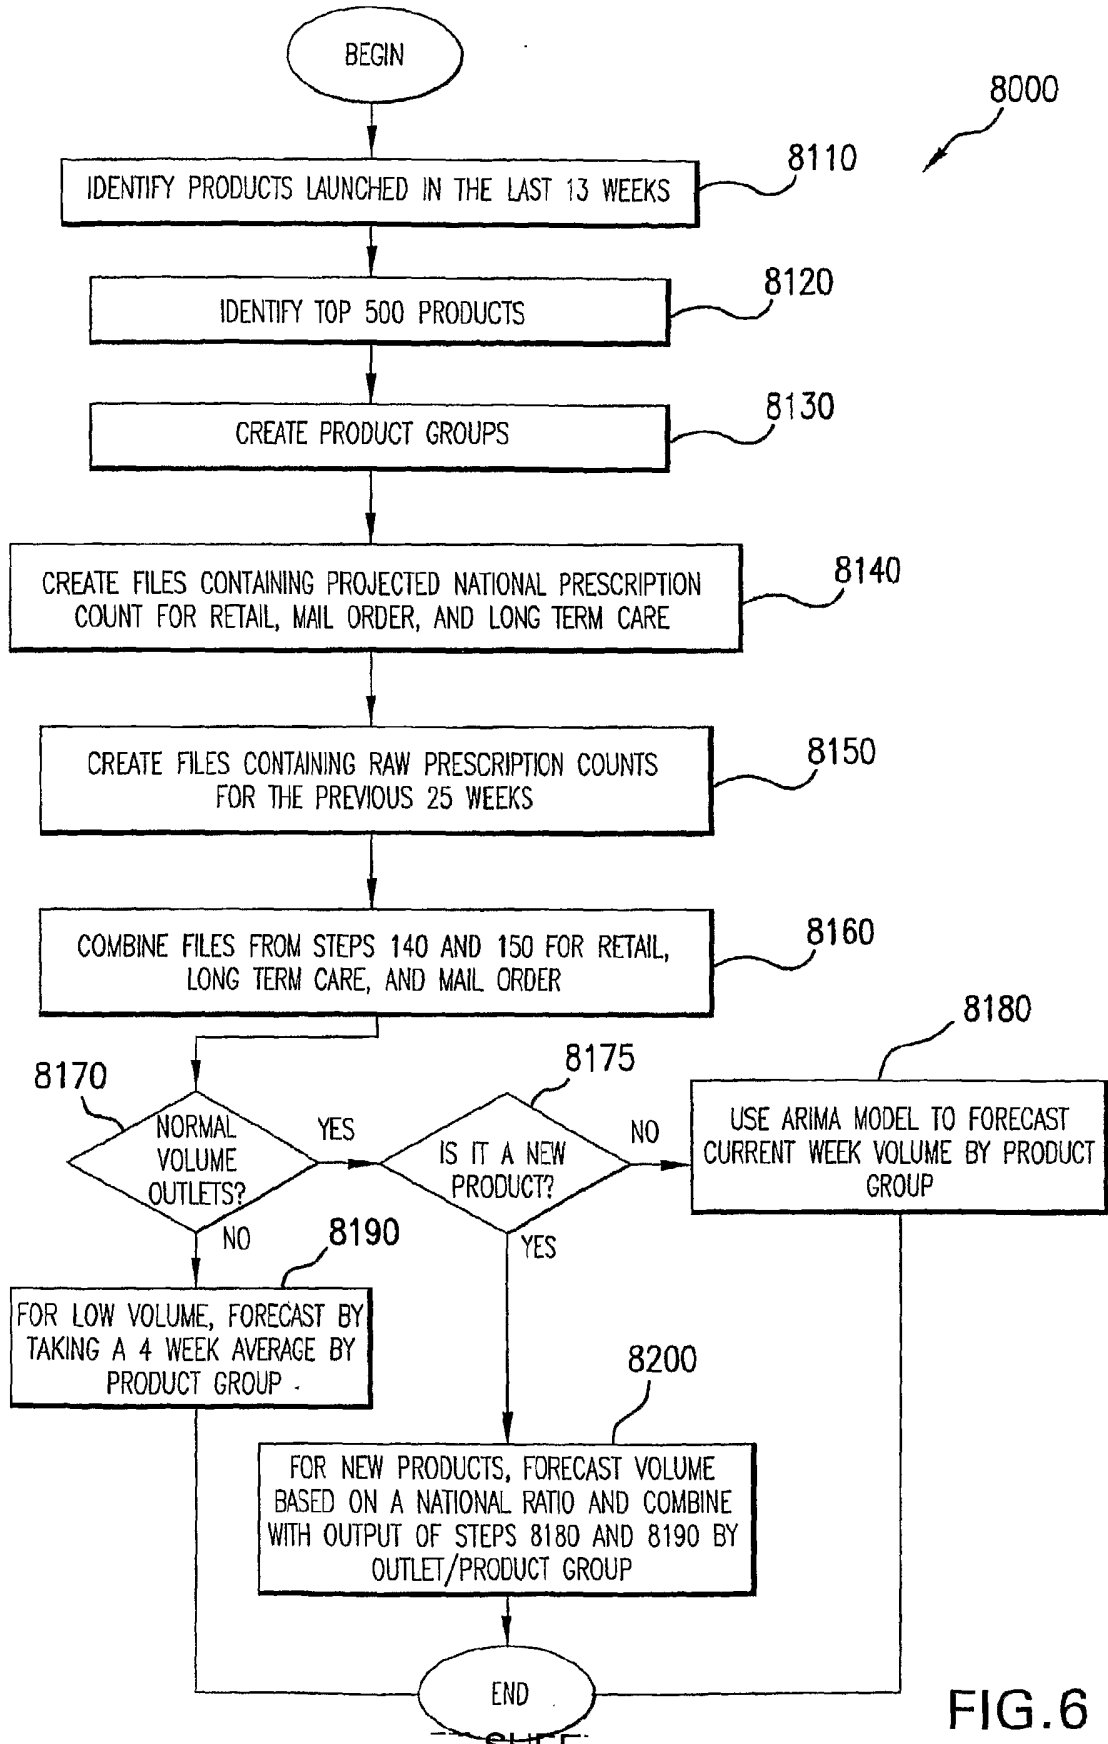 BEGIN
8000
8110
IDENTIFY PRODUCTS LAUNCHED IN THE LAST 13 WEEKS
8120
IDENTIFY TOP 500 PRODUCTS
8130
CREATE PRODUCT GROUPS
8140
CREATE FILES CONTAINING PROJECTED NATIONAL PRESCRIPTION
COUNT FOR RETAIL, MAIL ORDER, AND LONG TERM CARE
8150
CREATE FILES CONTAINING RAW PRESCRIPTION COUNTS
FOR THE PREVIOUS 25 WEEKS
8160
COMBINE FILES FROM STEPS 140 AND 150 FOR RETAIL,
LONG TERM CARE, AND MAIL ORDER
8170
NORMAL
VOLUME
OUTLETS?
YES
NO
8175
IS IT A NEW
PRODUCT?
NO
YES
8180
USE ARIMA MODEL TO FORECAST
CURRENT WEEK VOLUME BY PRODUCT
GROUP
8190
FOR LOW VOLUME, FORECAST BY
TAKING A 4 WEEK AVERAGE BY
PRODUCT GROUP
8200
FOR NEW PRODUCTS, FORECAST VOLUME
BASED ON A NATIONAL RATIO AND COMBINE
WITH OUTPUT OF STEPS 8180 AND 8190 BY
OUTLET/PRODUCT GROUP
END
FIG.6